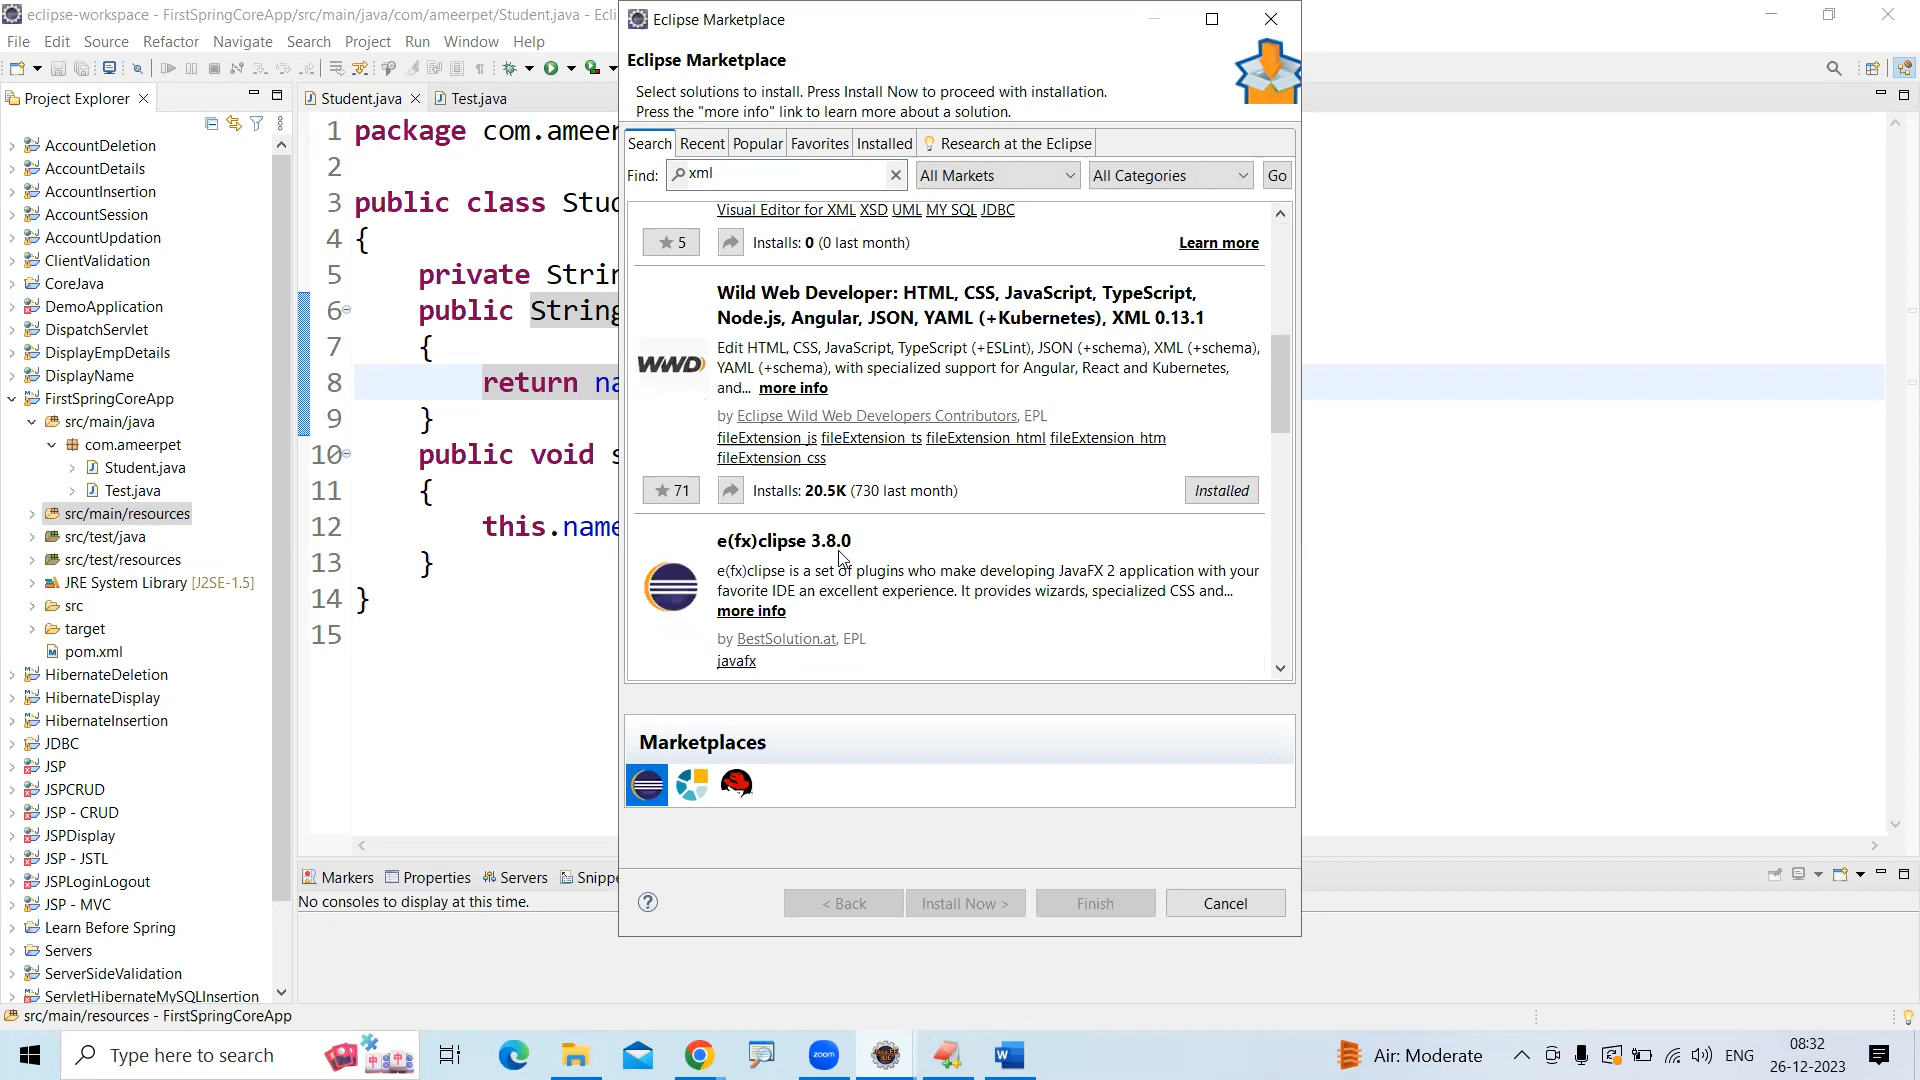 eclipse-workspace - FirstSpringCoreApp/src/main/java/com/ameerpet/Student.java - Ecli
File Edit Source Refactor Navigate Search Project Run Window Help
Project Explorer
AccountDeletion
AccountDetails
AccountInsertion
AccountSession
AccountUpdation
ClientValidation
CoreJava
DemoApplication
DispatchServlet
DisplayEmpDetails
DisplayName
FirstSpringCoreApp
src/main/java
com.ameerpet
Student.java
Test.java
src/main/resources
src/test/java
src/test/resources
JRE System Library [J2SE-1.5]
src
target
pom.xml
HibernateDeletion
HibernateDisplay
HibernateInsertion
JDBC
JSP
JSPCRUD
JSP - CRUD
JSPDisplay
JSP - JSTL
JSPLoginLogout
JSP - MVC
Learn Before Spring
Servers
ServerSideValidation
ServletHibernateMySQLInsertion
src/main/resources - FirstSpringCoreApp
Student.java Test.java
1 package com.ameer
2
3 public class Stud
4 {
5 private Strin
6 public String
7 {
8 return na
9 }
10 public void s
11 {
12 this.name
13 }
14 }
15
Markers Properties Servers Snippe
No consoles to display at this time.
Eclipse Marketplace
Eclipse Marketplace
Select solutions to install. Press Install Now to proceed with installation.
Press the "more info" link to learn more about a solution.
Search Recent Popular Favorites Installed Research at the Eclipse
Find: xml All Markets All Categories Go
Visual Editor for XML XSD UML MY SQL JDBC
5 Installs: 0 (0 last month) Learn more
Wild Web Developer: HTML, CSS, JavaScript, TypeScript,
Node.js, Angular, JSON, YAML (+Kubernetes), XML 0.13.1
WWD
Edit HTML, CSS, JavaScript, TypeScript (+ESLint), JSON (+schema), XML (+schema),
YAML (+schema), with specialized support for Angular, React and Kubernetes,
and... more info
by Eclipse Wild Web Developers Contributors, EPL
fileExtension_js fileExtension_ts fileExtension_html fileExtension_htm
fileExtension_css
71 Installs: 20.5K (730 last month) Installed
e(fx)clipse 3.8.0
e(fx)clipse is a set of plugins who make developing JavaFX 2 application with your
favorite IDE an excellent experience. It provides wizards, specialized CSS and...
more info
by BestSolution.at, EPL
javafx
Marketplaces
< Back Install Now > Finish Cancel
Type here to search
zoom
Air: Moderate
ENG
08:32
26-12-2023